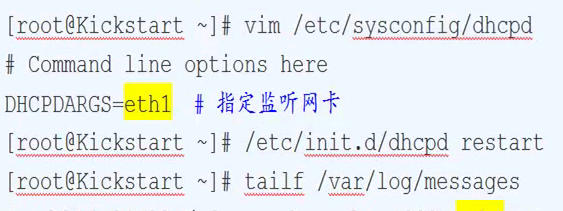 [root@Kickstart ~]# vim /etc/sysconfig/dhcpd
# Command line options here
DHCPDARGS=eth1 # 指定监听网卡
[root@Kickstart ~]# /etc/init.d/dhcpd restart
[root@Kickstart ~]# tailf /var/log/messages